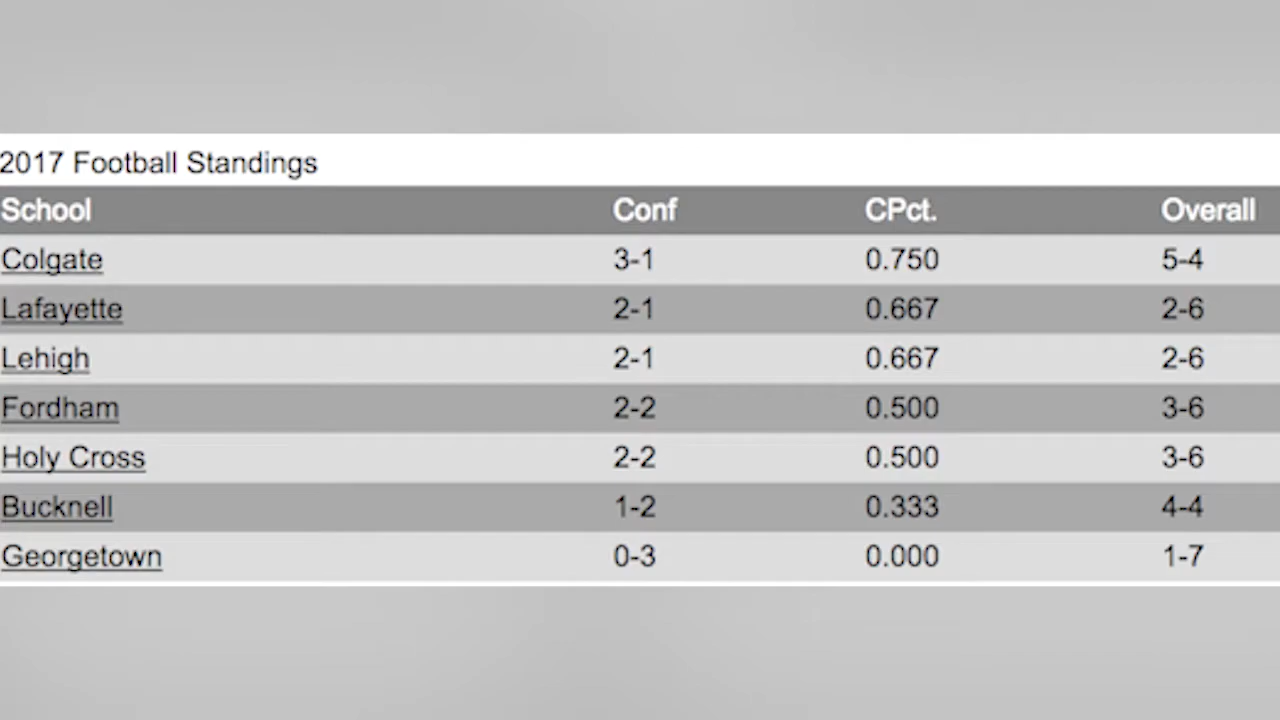 2017 Football Standings
School Conf CPct. Overall
Colgate 3-1 0.750 5-4
Lafayette 2-1 0.667 2-6
Lehigh 2-1 0.667 2-6
Fordham 2-2 0.500 3-6
Holy Cross 2-2 0.500 3-6
Bucknell 1-2 0.333 4-4
Georgetown 0-3 0.000 1-7